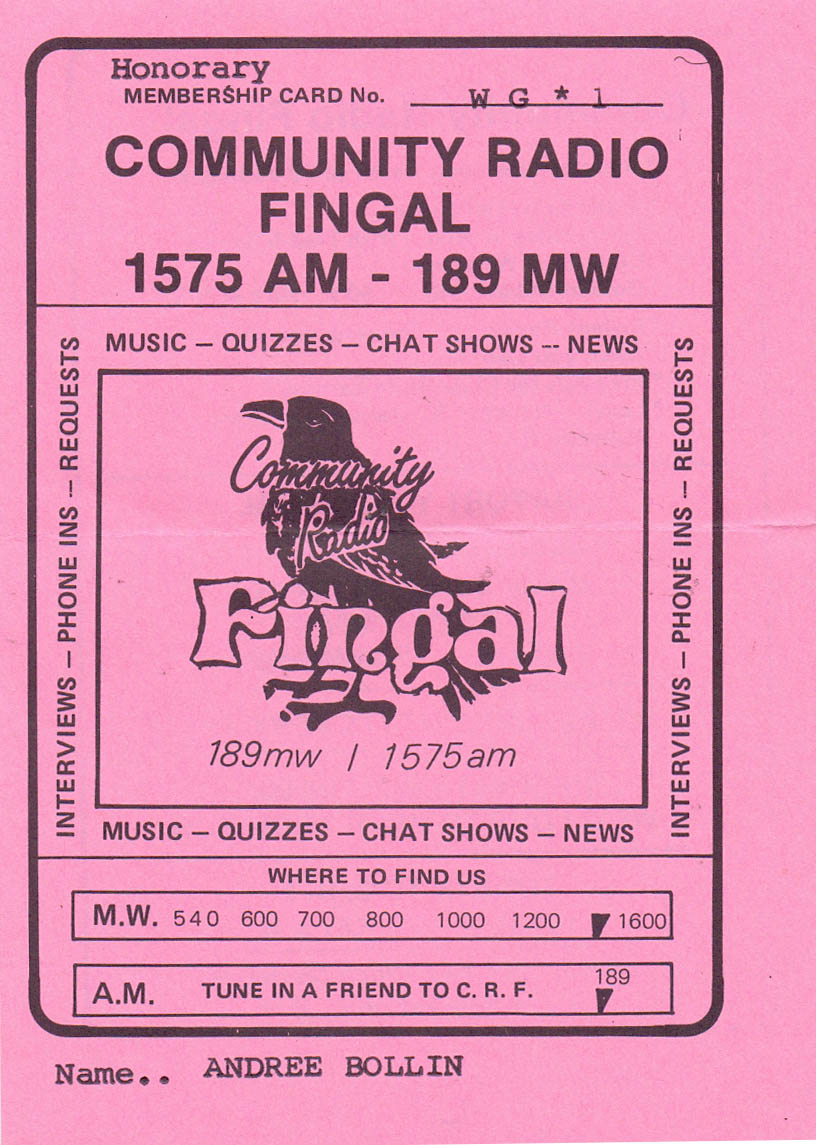 Honorary
MEMBERSHIP CARD No. WG * 1
COMMUNITY RADIO
FINGAL
1575 AM - 189 MW
MUSIC — QUIZZES — CHAT SHOWS -- NEWS
INTERVIEWS — PHONE INS — REQUESTS
Community
Radio
Fingal
189mw / 1575am
INTERVIEWS — PHONE INS — REQUESTS
MUSIC — QUIZZES — CHAT SHOWS — NEWS
WHERE TO FIND US
M.W. 540 600 700 800 1000 1200 1600
189
A.M. TUNE IN A FRIEND TO C. R. F.
Name.. ANDREE BOLLIN